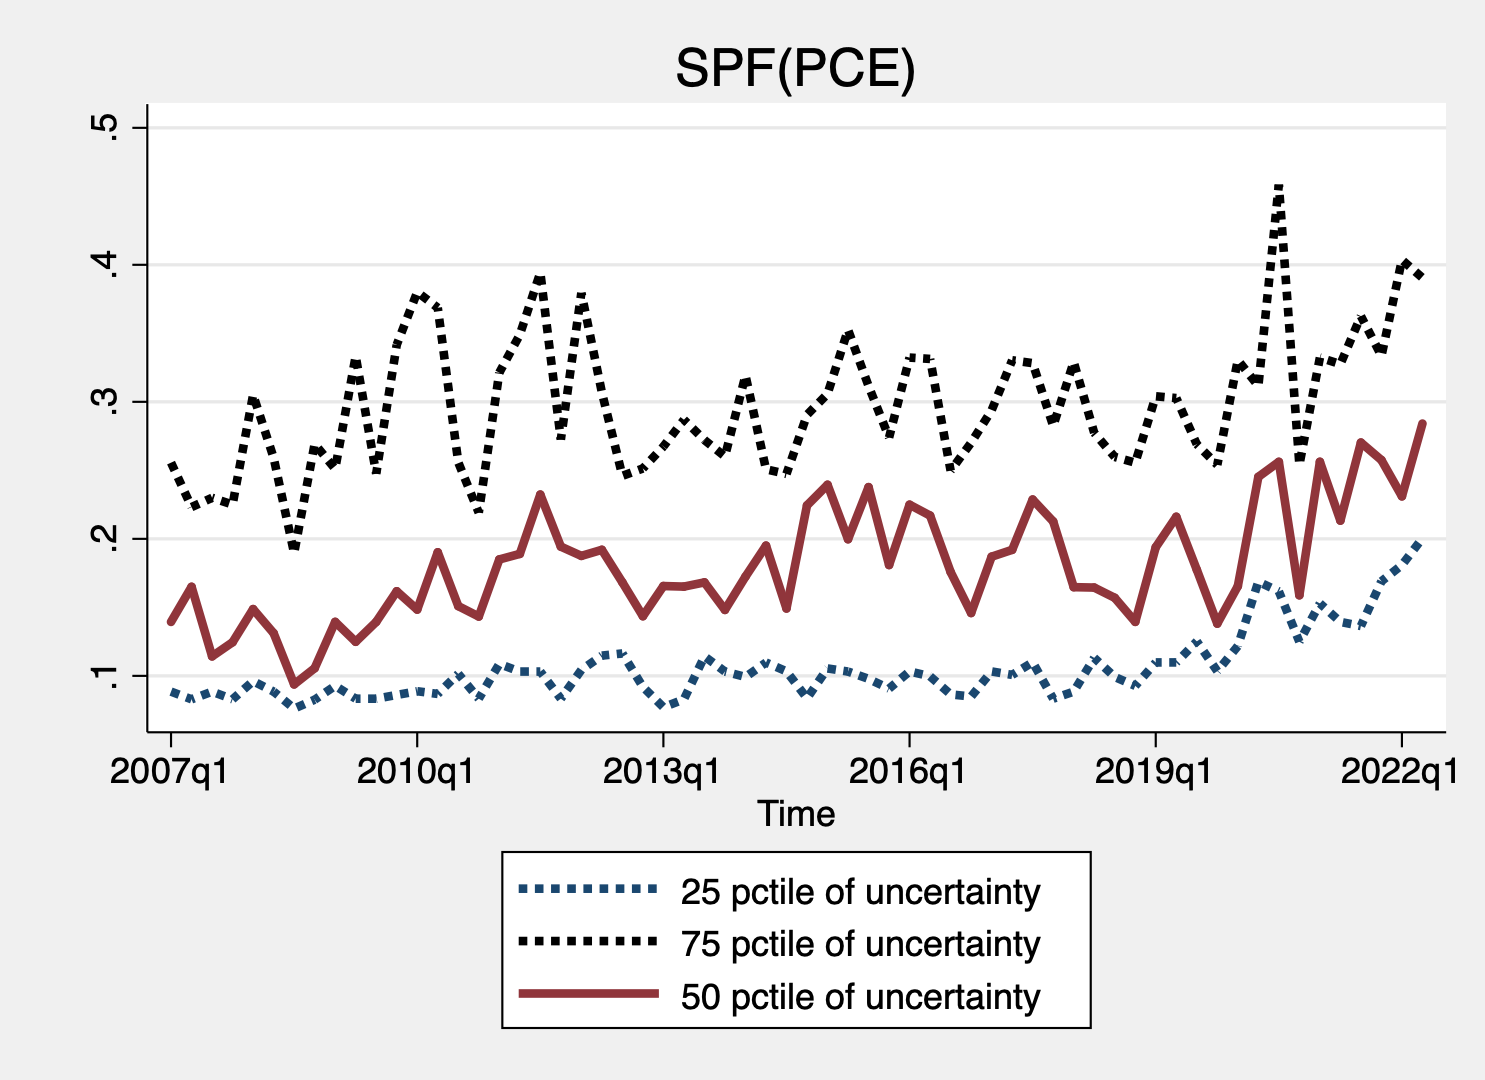 SPF(PCE)
.5
.4
.3
.2
.1
2007q1 2010q1 2013q1 2016q1 2019q1 2022q1
Time
25 pctile of uncertainty
75 pctile of uncertainty
50 pctile of uncertainty